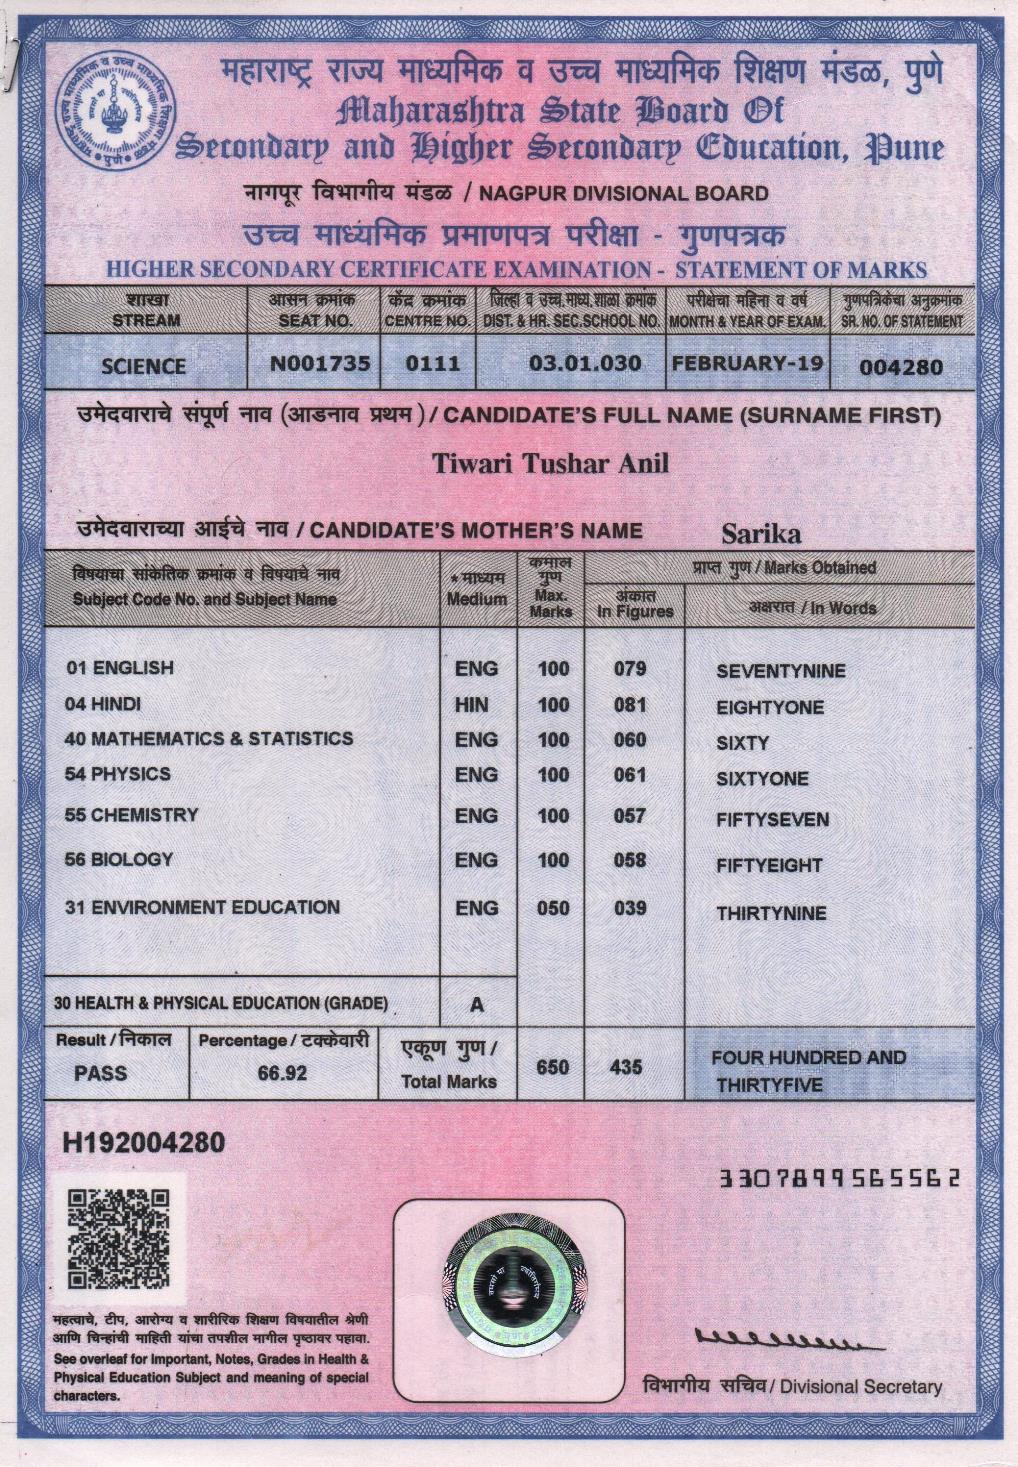 महाराष्ट्र राज्य माध्यमिक व उच्च माध्यमिक शिक्षण मंडळ, पुणे
Maharashtra State Board Of
Secondary and Higher Secondary Education, Pune
नागपूर विभागीय मंडळ / NAGPUR DIVISIONAL BOARD
उच्च माध्यमिक प्रमाणपत्र परीक्षा - गुणपत्रक
HIGHER SECONDARY CERTIFICATE EXAMINATION - STATEMENT OF MARKS
शाखा आसन क्रमांक केंद्र क्रमांक जिल्हा व उच्च.माध्य.शाळा क्रमांक परीक्षेचा महिना व वर्ष गुणपत्रिकेचा अनुक्रमांक
STREAM SEAT NO. CENTRE NO. DIST. & HR. SEC.SCHOOL NO. MONTH & YEAR OF EXAM. SR. NO. OF STATEMENT
SCIENCE N001735 0111 03.01.030 FEBRUARY-19 004280
उमेदवाराचे संपूर्ण नाव (आडनाव प्रथम) / CANDIDATE'S FULL NAME (SURNAME FIRST)
Tiwari Tushar Anil
उमेदवाराच्या आईचे नाव / CANDIDATE'S MOTHER'S NAME Sarika
विषयाचा सांकेतिक क्रमांक व विषयाचे नाव * माध्यम कमाल गुण प्राप्त गुण / Marks Obtained
Subject Code No. and Subject Name Medium Max. Marks अंकात In Figures अक्षरात / In Words
01 ENGLISH ENG 100 079 SEVENTYNINE
04 HINDI HIN 100 081 EIGHTYONE
40 MATHEMATICS & STATISTICS ENG 100 060 SIXTY
54 PHYSICS ENG 100 061 SIXTYONE
55 CHEMISTRY ENG 100 057 FIFTYSEVEN
56 BIOLOGY ENG 100 058 FIFTYEIGHT
31 ENVIRONMENT EDUCATION ENG 050 039 THIRTYNINE
30 HEALTH & PHYSICAL EDUCATION (GRADE) A
Result / निकाल Percentage / टक्केवारी एकूण गुण /
PASS 66.92 Total Marks 650 435 FOUR HUNDRED AND
THIRTYFIVE
H192004280
3307899565562
महत्वाचे, टीप, आरोग्य व शारीरिक शिक्षण विषयातील श्रेणी
आणि चिन्हांची माहिती यांचा तपशील मागील पृष्ठावर पहावा.
See overleaf for Important, Notes, Grades in Health &
Physical Education Subject and meaning of special
characters.
विभागीय सचिव / Divisional Secretary